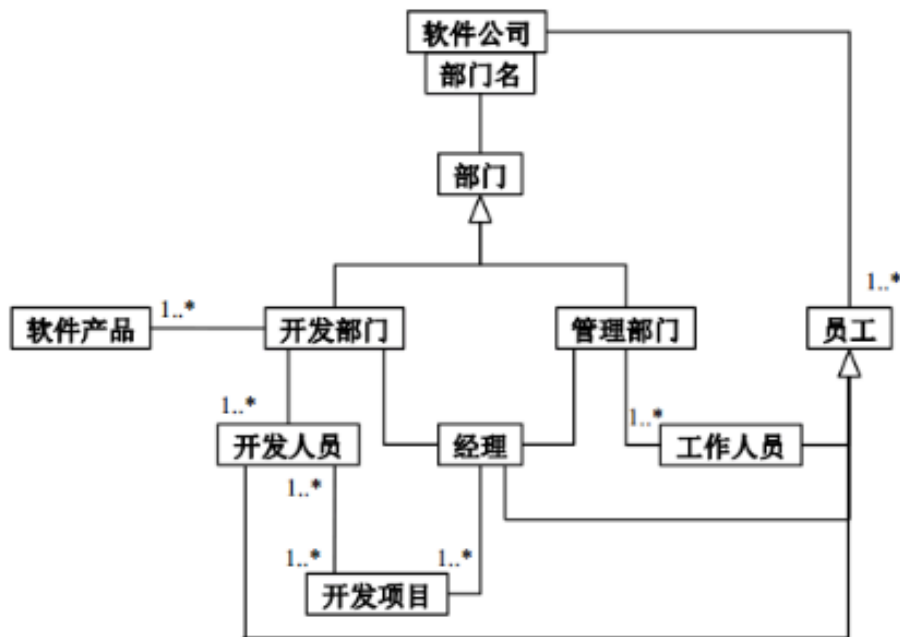 软件公司
部门名
部门
1..*
1..*
软件产品
开发部门
管理部门
员工
1..*
1..*
开发人员
经理
工作人员
1..*
1..*
1..*
开发项目